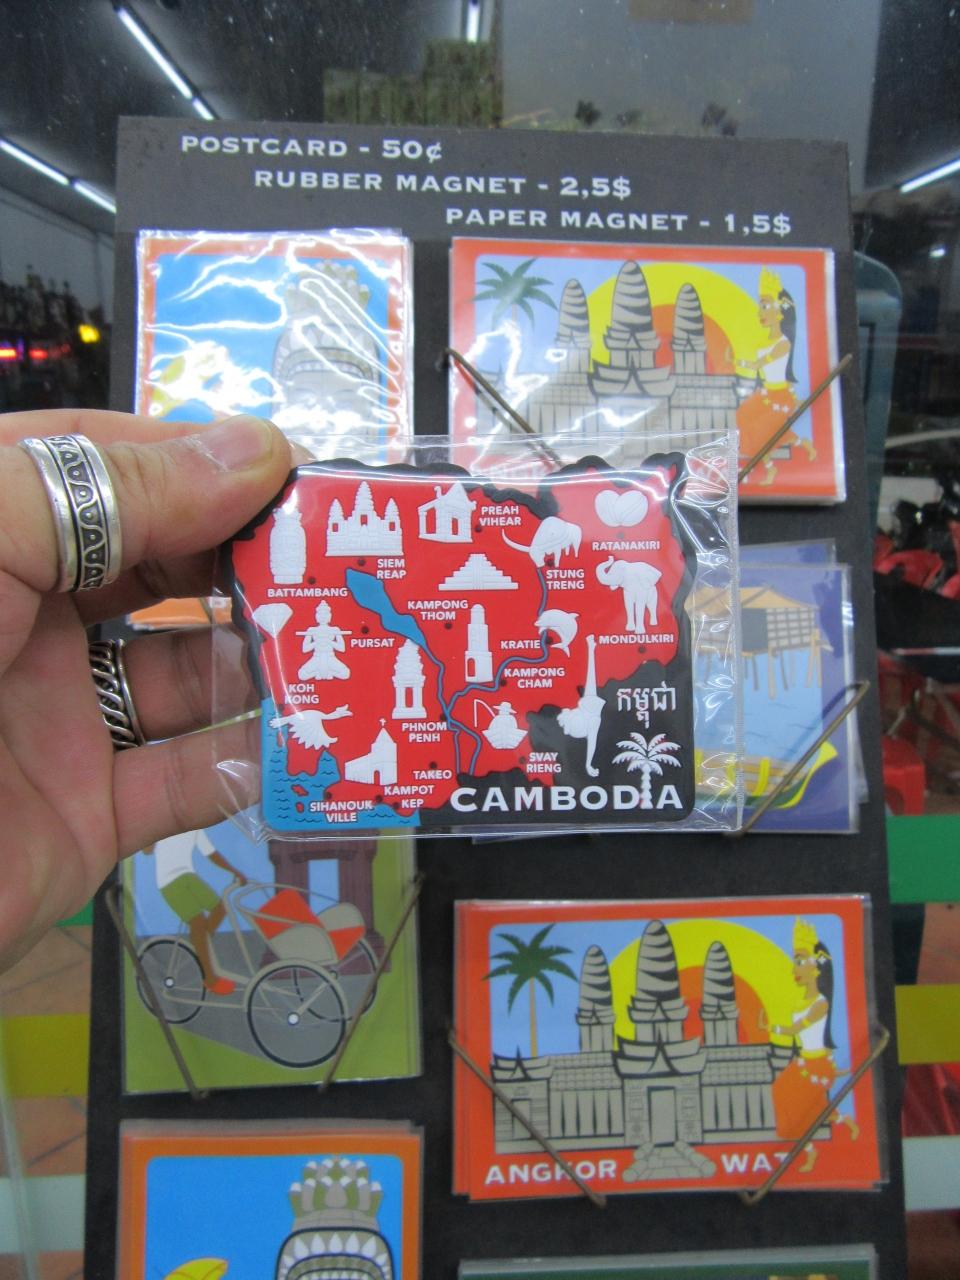 POSTCARD - 50¢
RUBBER MAGNET - 2,5$
PAPER MAGNET - 1,5$
PREAH
VIHEAR
RATANAKIRI
SIEM
REAP
STUNG
TRENG
BATTAMBANG
KAMPONG
THOM
PURSAT
KRATIE
MONDULKIRI
KAMPONG
CHAM
KOH
KONG
កម្ពុជា
PHNOM
PENH
SVAY
RIENG
TAKEO
KAMPOT
KEP
SIHANOUK
VILLE
CAMBODIA
ANGKOR WAT